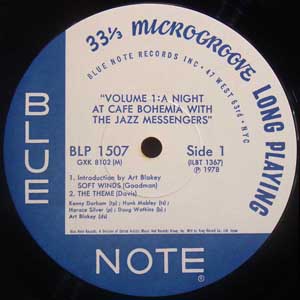 33⅓ MICROGROOVE LONG PLAYING
BLUE NOTE RECORDS INC • 47 WEST 63rd • NYC
"VOLUME 1: A NIGHT
AT CAFE BOHEMIA WITH
THE JAZZ MESSENGERS"
BLP 1507
Side 1
GXK 8102 (M)
(LBT 1367)
Ⓟ 1978
1. Introduction by Art Blakey
SOFT WINDS (Goodman)
2. THE THEME (Davis)
Kenny Dorham (tp) ; Hank Mobley (ts) ;
Horace Silver (p) ; Doug Watkins (b) ;
Art Blakey (ds)
BLUE
NOTE ®